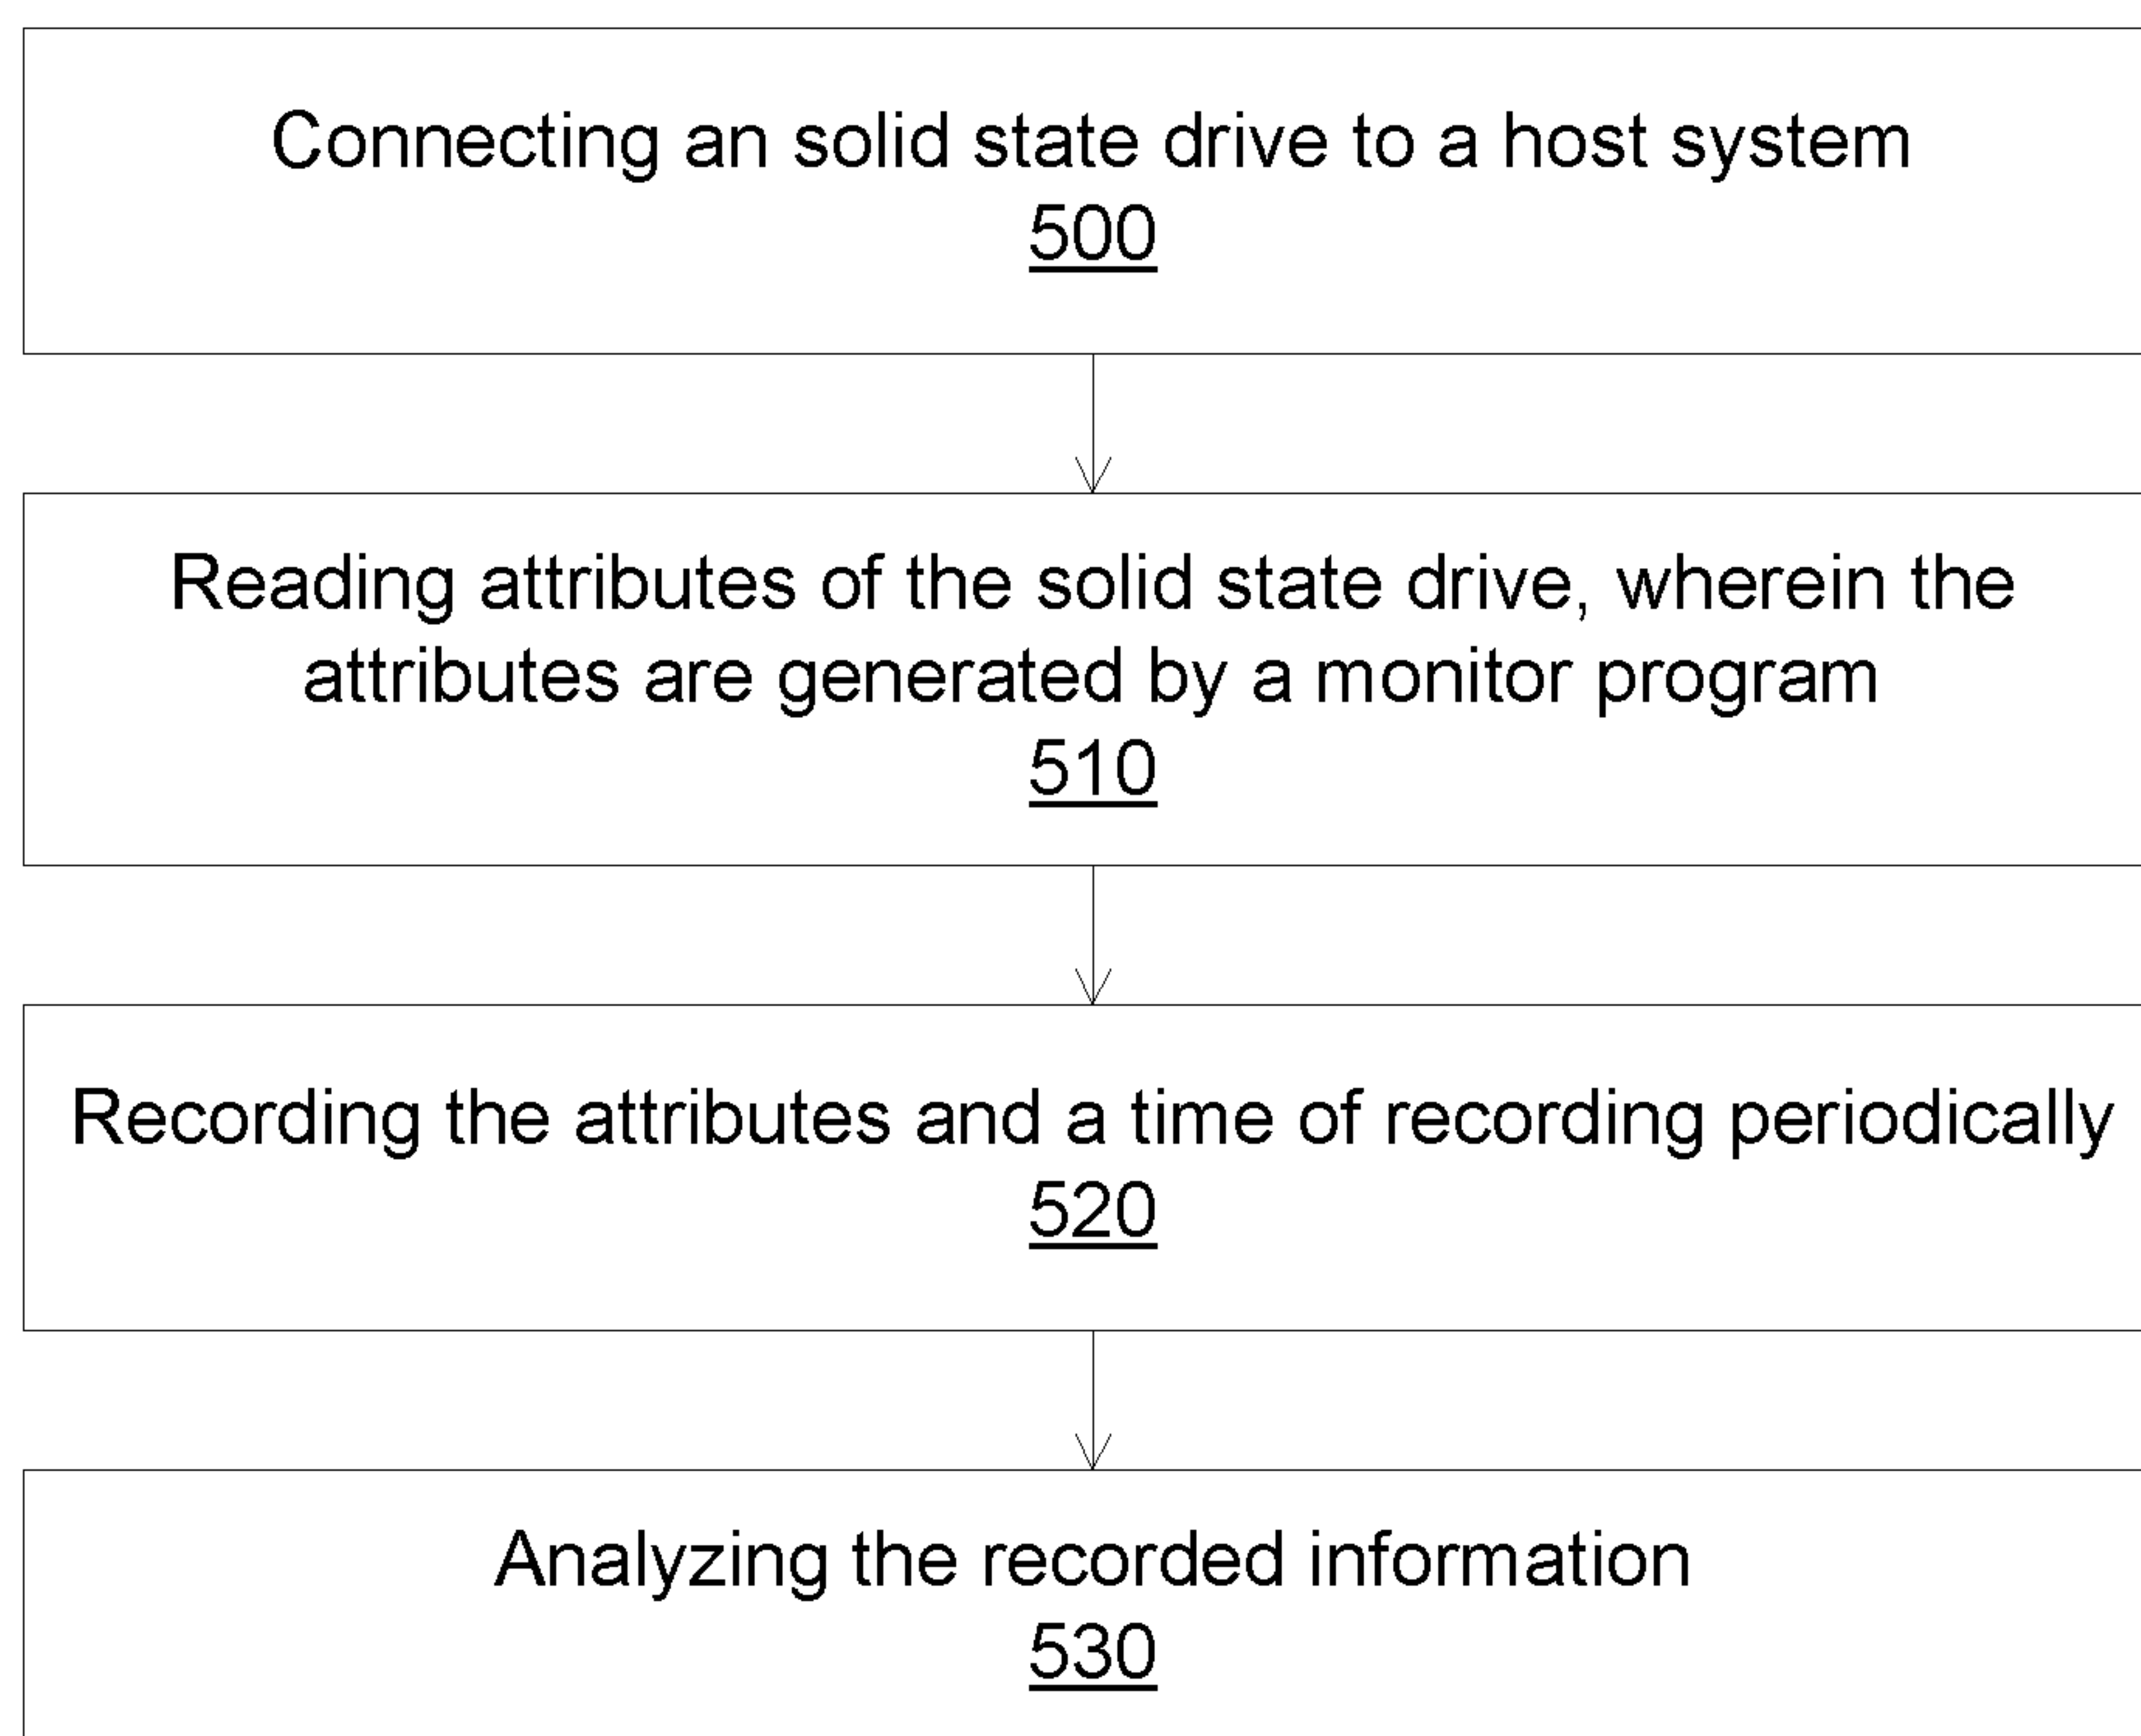 Connecting an solid state drive to a host system
500
Reading attributes of the solid state drive, wherein the
attributes are generated by a monitor program
510
Recording the attributes and a time of recording periodically
520
Analyzing the recorded information
530